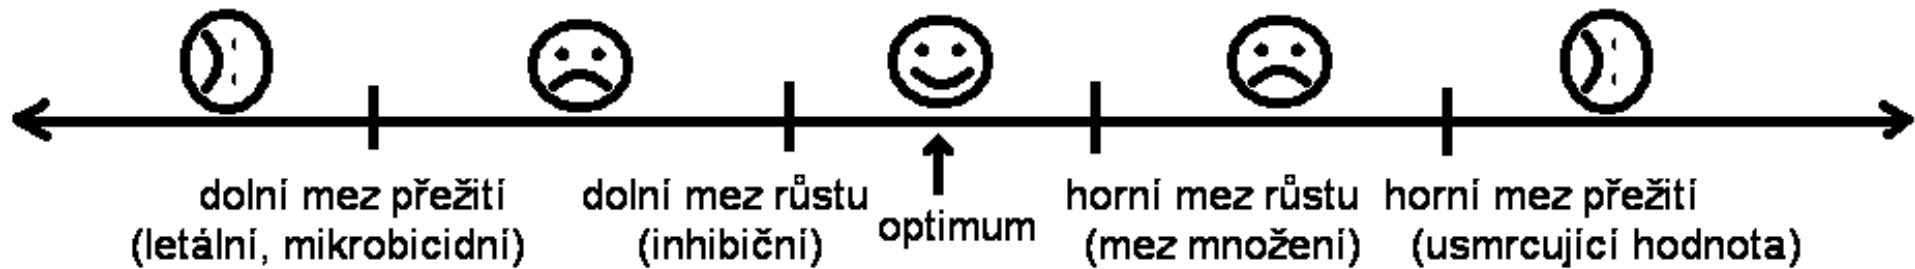 dolní mez přežití
(letální, mikrobicidní)
dolní mez růstu
(inhibiční)
optimum
horní mez růstu
(mez množení)
horní mez přežití
(usmrcující hodnota)